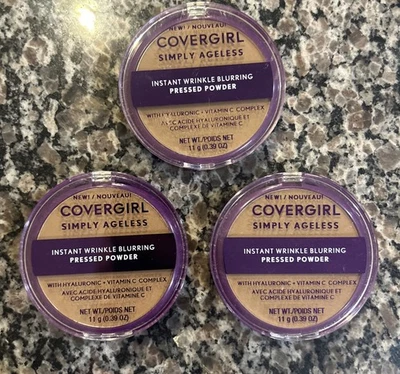 NEW! / NOUVEAU!
COVERGIRL
SIMPLY AGELESS
INSTANT WRINKLE BLURRING
PRESSED POWDER
WITH HYALURONIC + VITAMIN C COMPLEX
AVEC ACIDE HYALURONIQUE ET
COMPLEXE DE VITAMINE C
NET WT/POIDS NET
11 g (0.39 OZ)
NEW! / NOUVEAU!
COVERGIRL
SIMPLY AGELESS
INSTANT WRINKLE BLURRING
PRESSED POWDER
WITH HYALURONIC + VITAMIN C COMPLEX
AVEC ACIDE HYALURONIQUE ET
COMPLEXE DE VITAMINE C
NET WT./POIDS NET
11 g (0.39 OZ)
NEW! / NOUVEAU!
COVERGIRL
SIMPLY AGELESS
INSTANT WRINKLE BLURRING
PRESSED POWDER
WITH HYALURONIC + VITAMIN C COMPLEX
AVEC ACIDE HYALURONIQUE ET
COMPLEXE DE VITAMINE C
NET WT./POIDS NET
11 g (0.39 OZ)